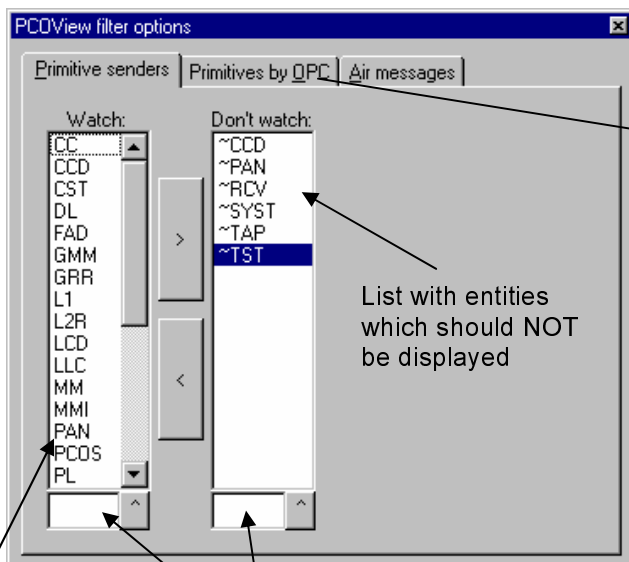 PCOView filter options
Primitive senders
Primitives by OPC
Air messages
Watch:
CC
CCD
CST
DL
FAD
GMM
GRR
L1
L2R
LCD
LLC
MM
MMI
PAN
PCOS
PL
^
>
<
Don't watch:
~CCD
~PAN
~RCV
~SYST
~TAP
~TST
^
List with entities
which should NOT
be displayed